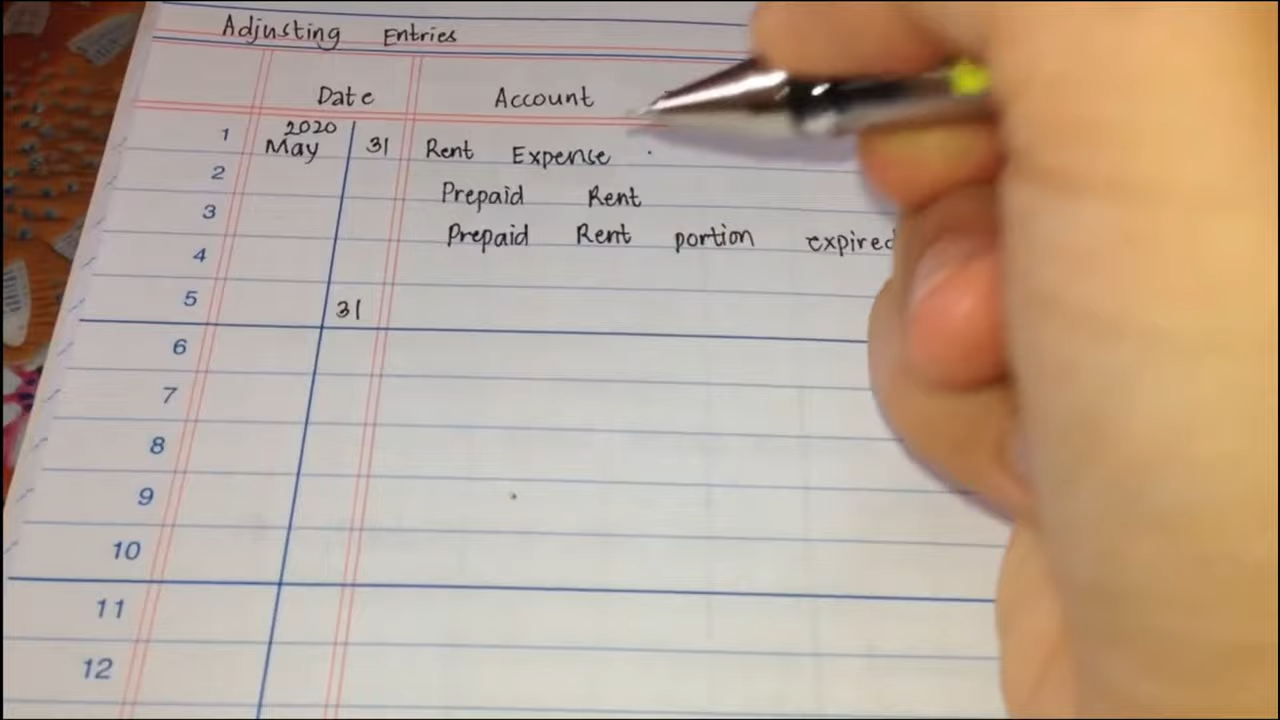 Adjusting Entries
Date Account
1 2020 May 31 Rent Expense
2 Prepaid Rent
3 Prepaid Rent portion expired
4
5 31
6
7
8
9
10
11
12